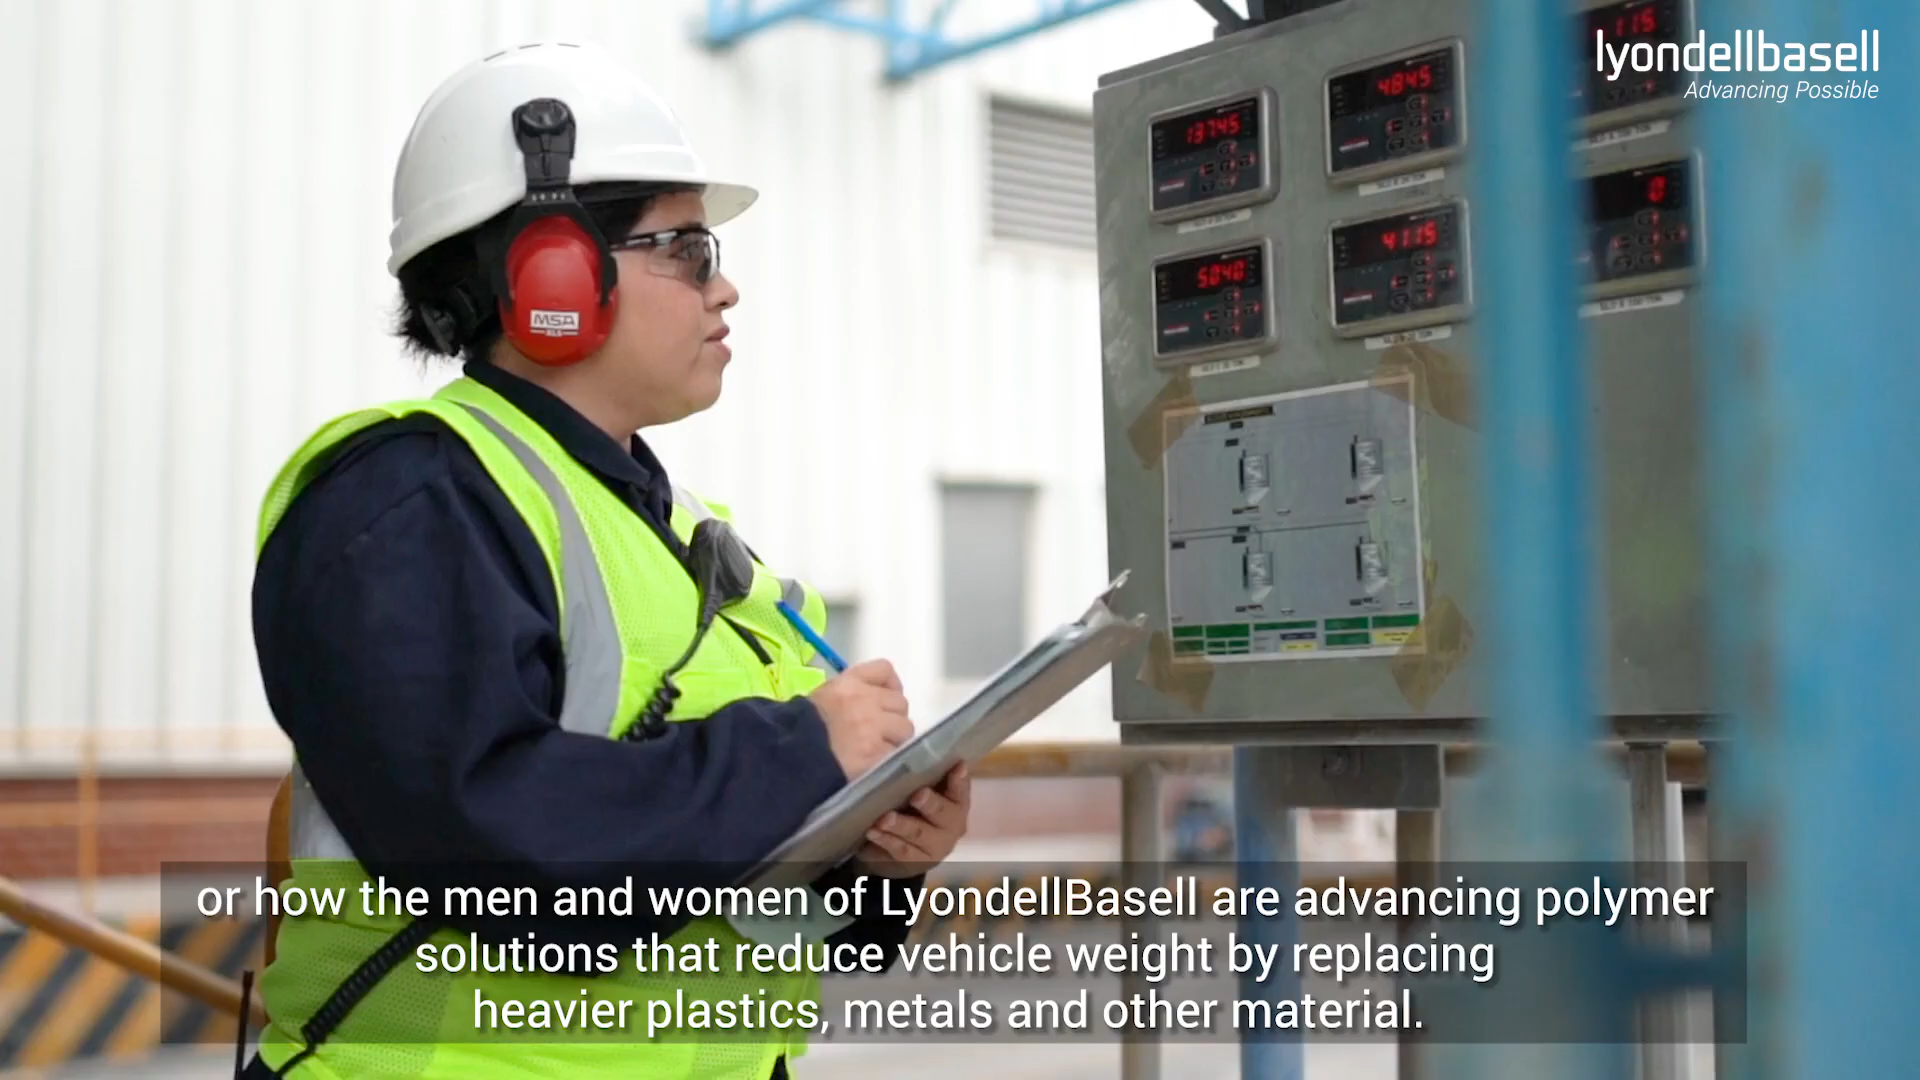 lyondellbasell
Advancing Possible
115
4845
13745
0
4115
5040
MSA
or how the men and women of LyondellBasell are advancing polymer
solutions that reduce vehicle weight by replacing
heavier plastics, metals and other material.